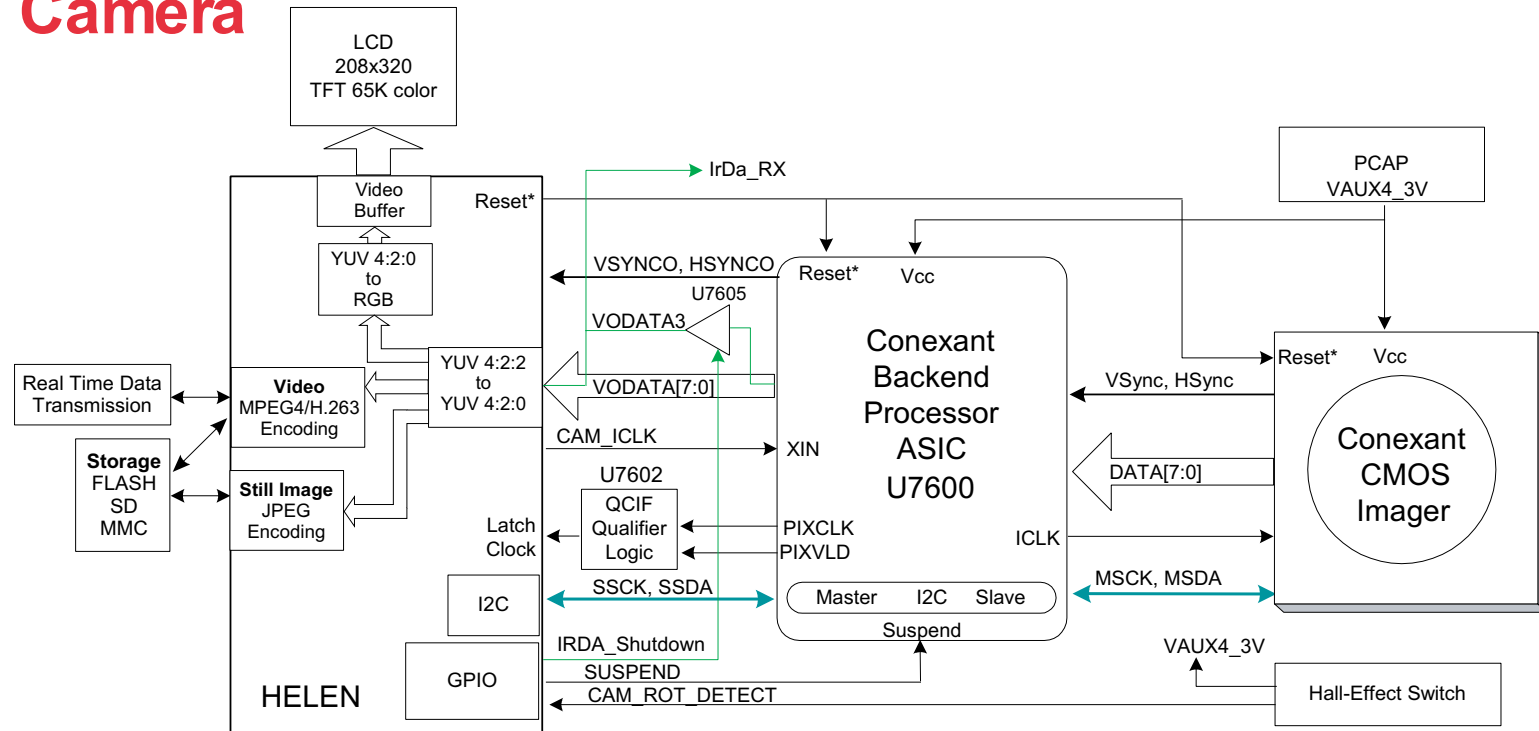 Camera
LCD
208x320
TFT 65K color
IrDa_RX
PCAP
VAUX4_3V
Video
Buffer
Reset*
YUV 4:2:0
to
RGB
VSYNCO, HSYNCO
Reset*
Vcc
U7605
VODATA3
Conexant
Backend
Processor
ASIC
U7600
Reset*
Vcc
YUV 4:2:2
to
YUV 4:2:0
VODATA[7:0]
VSync, HSync
Real Time Data
Transmission
Video
MPEG4/H.263
Encoding
CAM_ICLK
XIN
Conexant
CMOS
Imager
DATA[7:0]
Storage
FLASH
SD
MMC
Still Image
JPEG
Encoding
U7602
QCIF
Qualifier
Logic
Latch
Clock
PIXCLK
PIXVLD
ICLK
I2C
SSCK, SSDA
Master I2C Slave
MSCK, MSDA
Suspend
IRDA_Shutdown
VAUX4_3V
GPIO
SUSPEND
CAM_ROT_DETECT
Hall-Effect Switch
HELEN